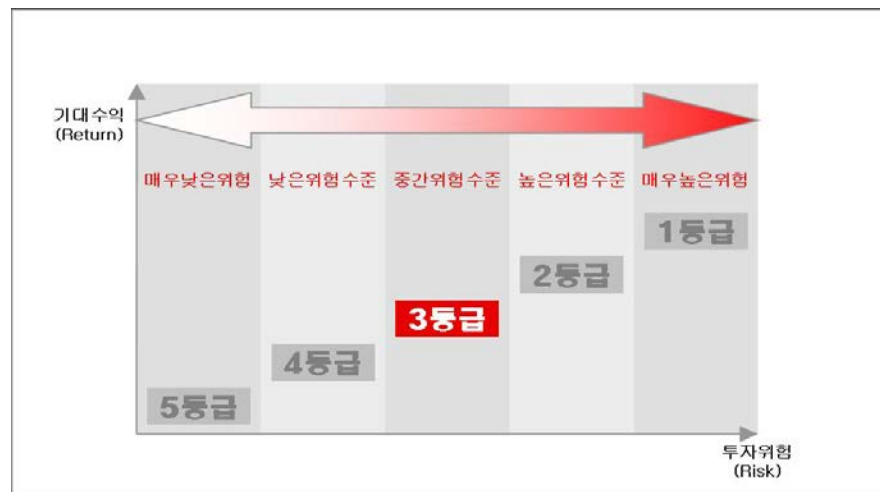 기대수익
(Return)
매우낮은위험 낮은위험수준 중간위험수준 높은위험수준 매우높은위험
1등급
2등급
3등급
4등급
5등급
투자위험
(Risk)